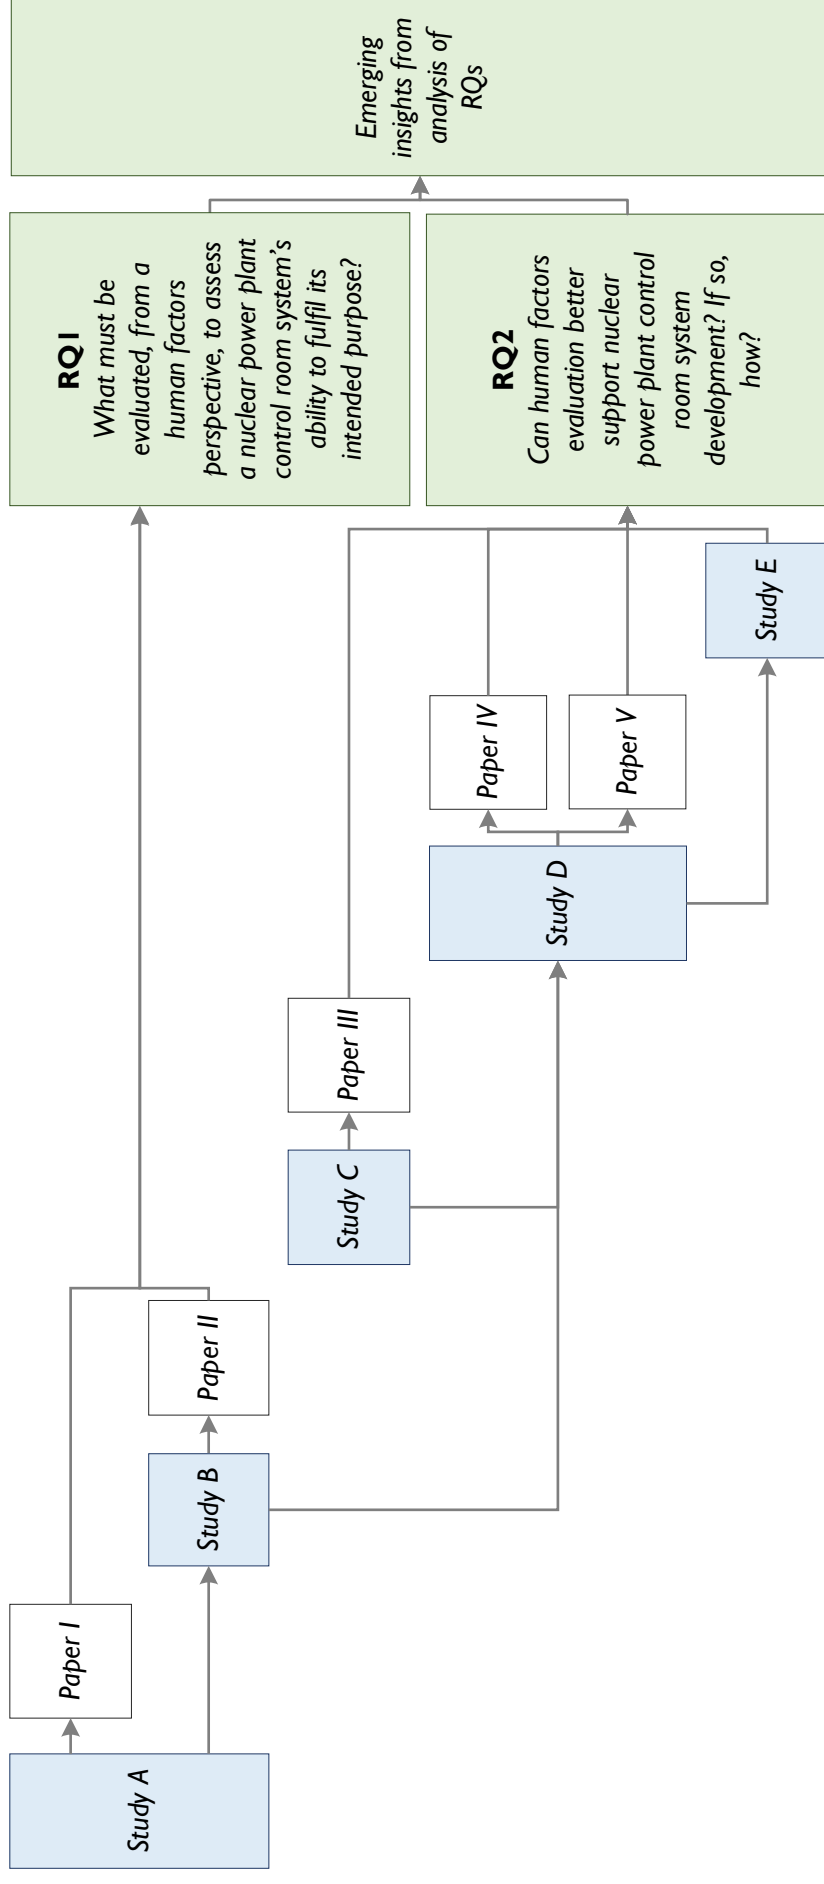 Study A
Paper I
Study B
Paper II
Study C
Paper III
Study D
Paper IV
Paper V
Study E
RQ1
What must be
evaluated, from a
human factors
perspective, to assess
a nuclear power plant
control room system’s
ability to fulfil its
intended purpose?
RQ2
Can human factors
evaluation better
support nuclear
power plant control
room system
development? If so,
how?
Emerging
insights from
analysis of
RQs